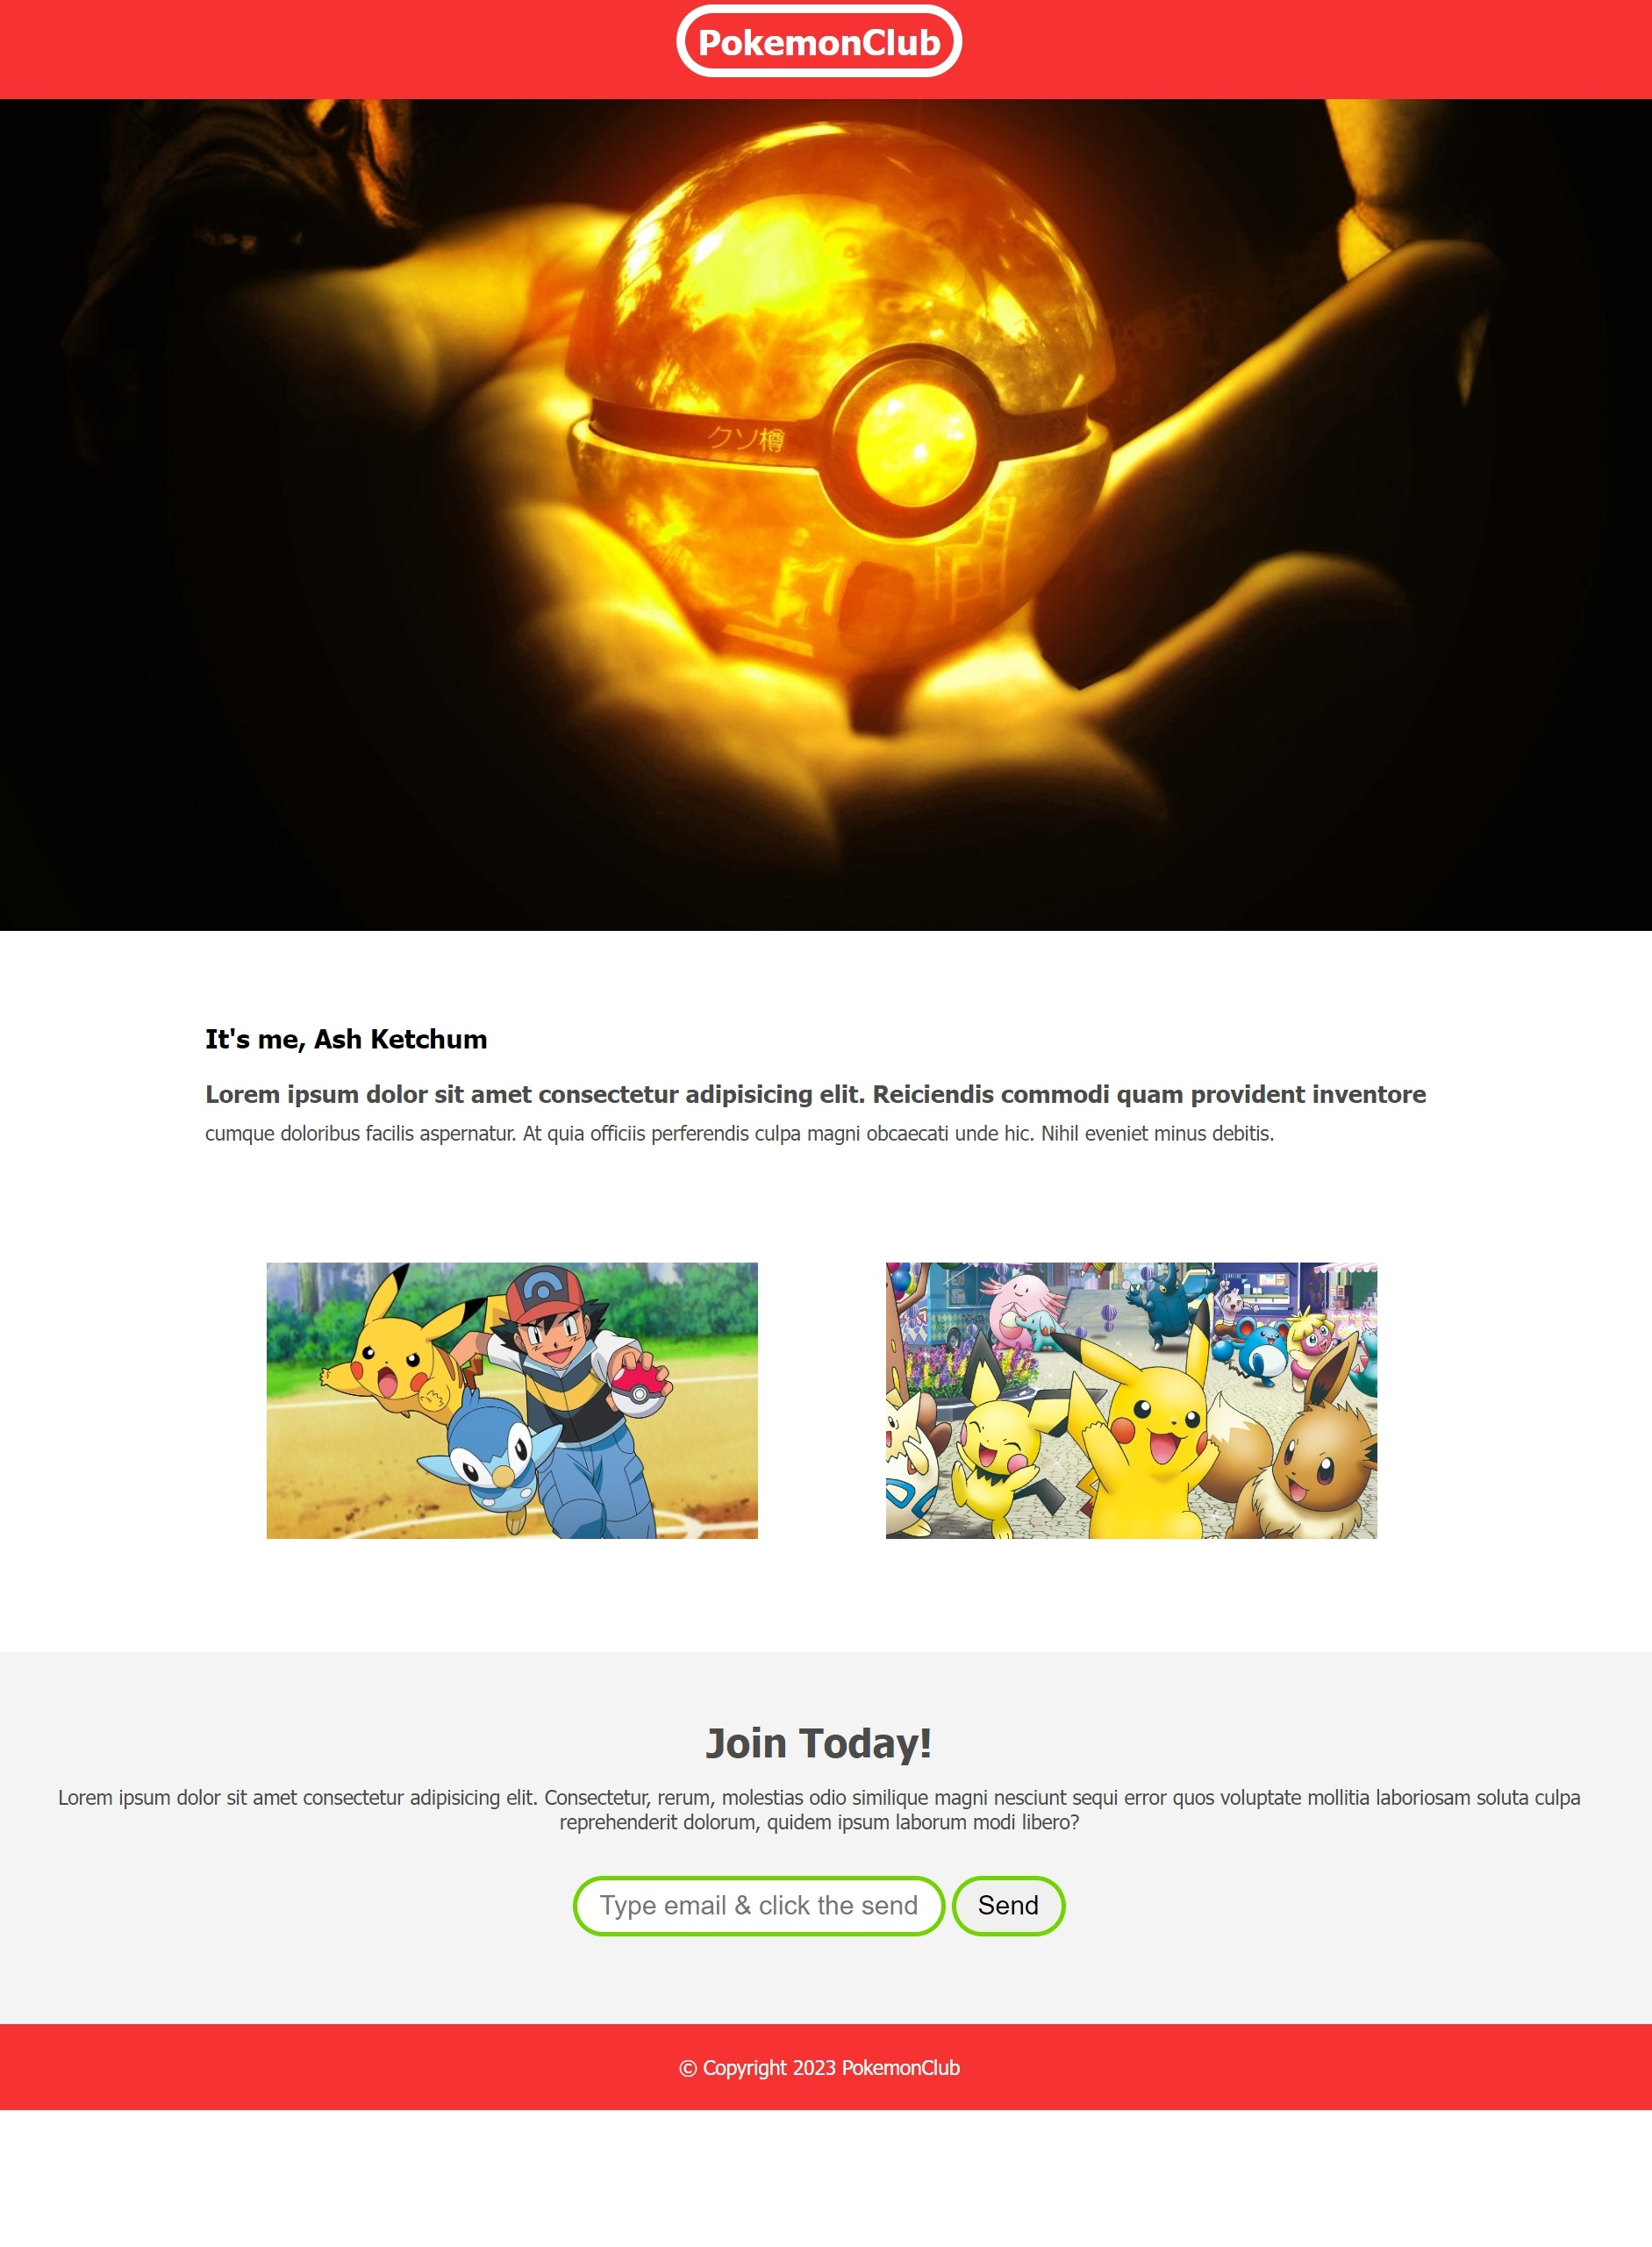 PokemonClub
クソ樽
It's me, Ash Ketchum
Lorem ipsum dolor sit amet consectetur adipisicing elit. Reiciendis commodi quam provident inventore
cumque doloribus facilis aspernatur. At quia officiis perferendis culpa magni obcaecati unde hic. Nihil eveniet minus debitis.
Join Today!
Lorem ipsum dolor sit amet consectetur adipisicing elit. Consectetur, rerum, molestias odio similique magni nesciunt sequi error quos voluptate mollitia laboriosam soluta culpa
reprehenderit dolorum, quidem ipsum laborum modi libero?
Type email & click the send
Send
© Copyright 2023 PokemonClub